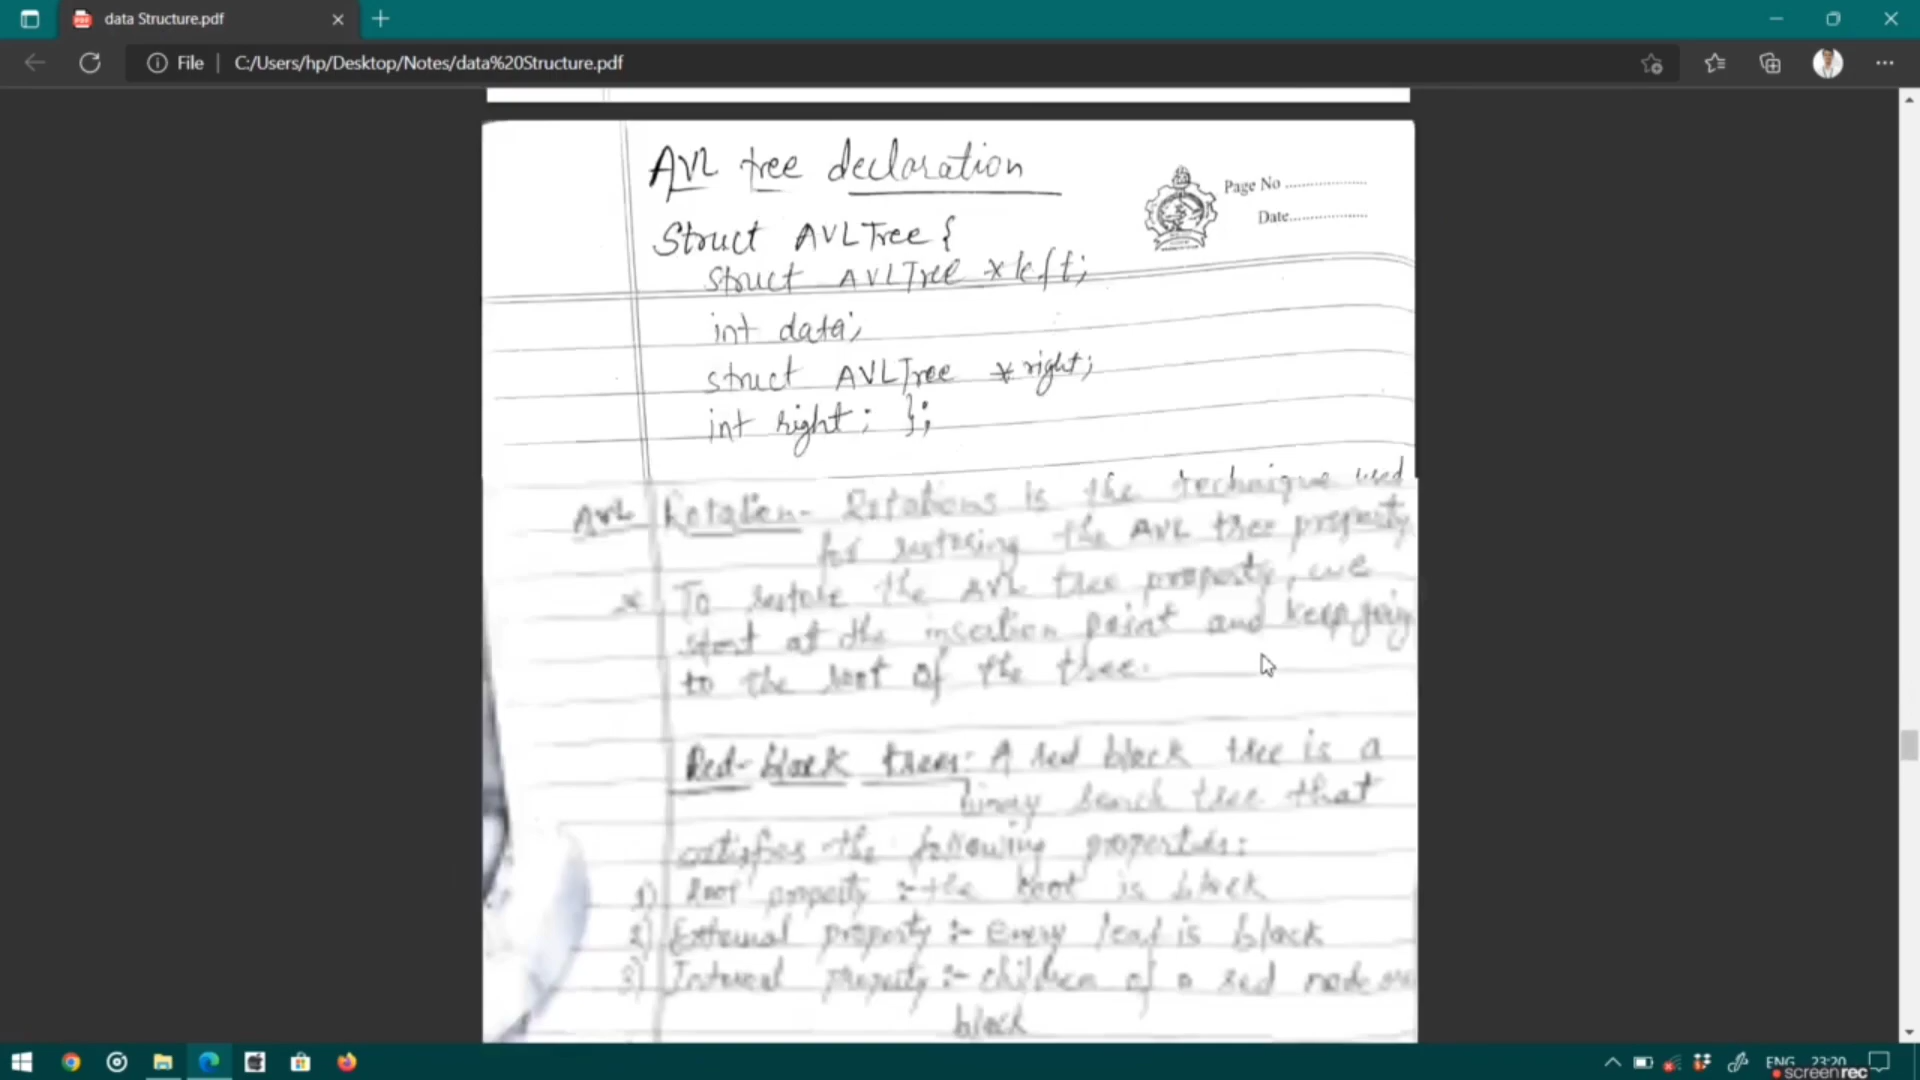 data Structure.pdf
File | C:/Users/hp/Desktop/Notes/data%20Structure.pdf
AVL tree declaration
Page No
Date
Struct AVLTree {
struct AVLTree *left;
int data;
struct AVLTree *right;
int right; };
AVL Rotation- Rotations is the technique used
for restoring the AVL tree property
* To restore the AVL tree property, we
start at the insertion point and keep going
to the root of the tree.
Red-black trees: A red black tree is a
binary search tree that
satisfies the following properties:
1) Root property :- the root is black
2) External property :- Every leaf is black
3) Internal property :- children of a red node are
black
ENG 23:20
screenrec